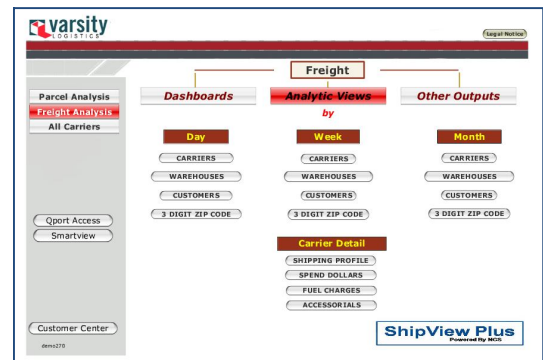 varsity
LOGISTICS
Legal Notice
Freight
Parcel Analysis
Freight Analysis
All Carriers
Dashboards
Analytic Views
Other Outputs
by
Day
Week
Month
CARRIERS
CARRIERS
CARRIERS
WAREHOUSES
WAREHOUSES
WAREHOUSES
CUSTOMERS
CUSTOMERS
CUSTOMERS
3 DIGIT ZIP CODE
3 DIGIT ZIP CODE
3 DIGIT ZIP CODE
Qport Access
Smartview
Carrier Detail
SHIPPING PROFILE
SPEND DOLLARS
FUEL CHARGES
ACCESSORIALS
Customer Center
demo270
ShipView Plus
Powered By NCS